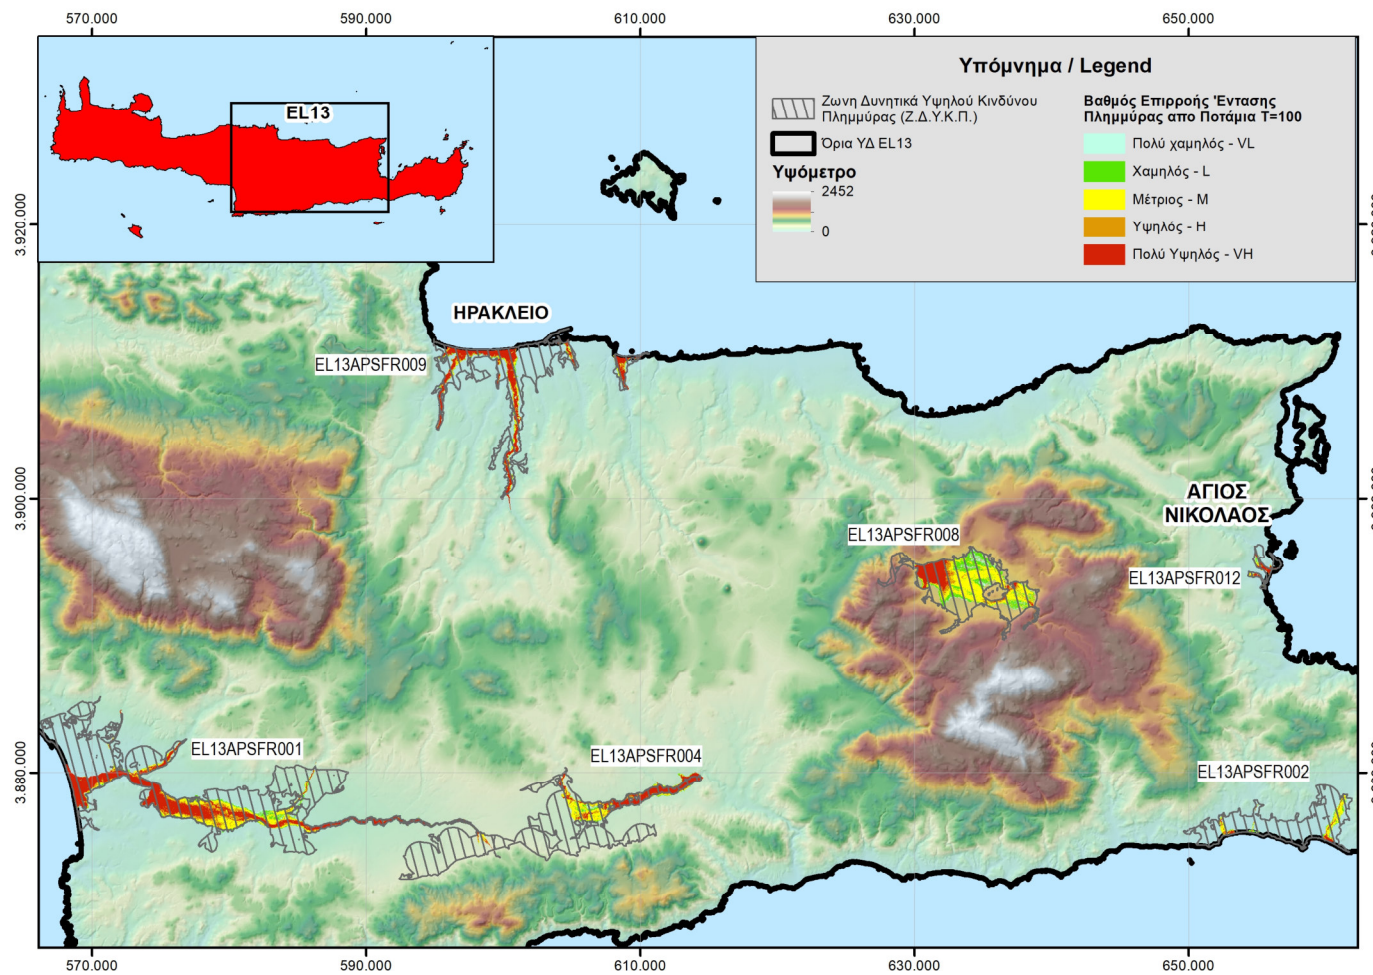 570.000 590.000 610.000 630.000 650.000
EL13
Υπόμνημα / Legend
Ζωνη Δυνητικά Υψηλού Κινδύνου
Πλημμύρας (Ζ.Δ.Υ.Κ.Π.)
Όρια ΥΔ EL13
Υψόμετρο
2452
0
Βαθμός Επιρροής Έντασης
Πλημμύρας απο Ποτάμια Τ=100
Πολύ χαμηλός - VL
Χαμηλός - L
Μέτριος - M
Υψηλός - H
Πολύ Υψηλός - VH
3.920.000
ΗΡΑΚΛΕΙΟ
EL13APSFR009
3.900.000
ΑΓΙΟΣ
ΝΙΚΟΛΑΟΣ
EL13APSFR008
EL13APSFR012
EL13APSFR001
EL13APSFR004
EL13APSFR002
3.880.000
570.000 590.000 610.000 630.000 650.000